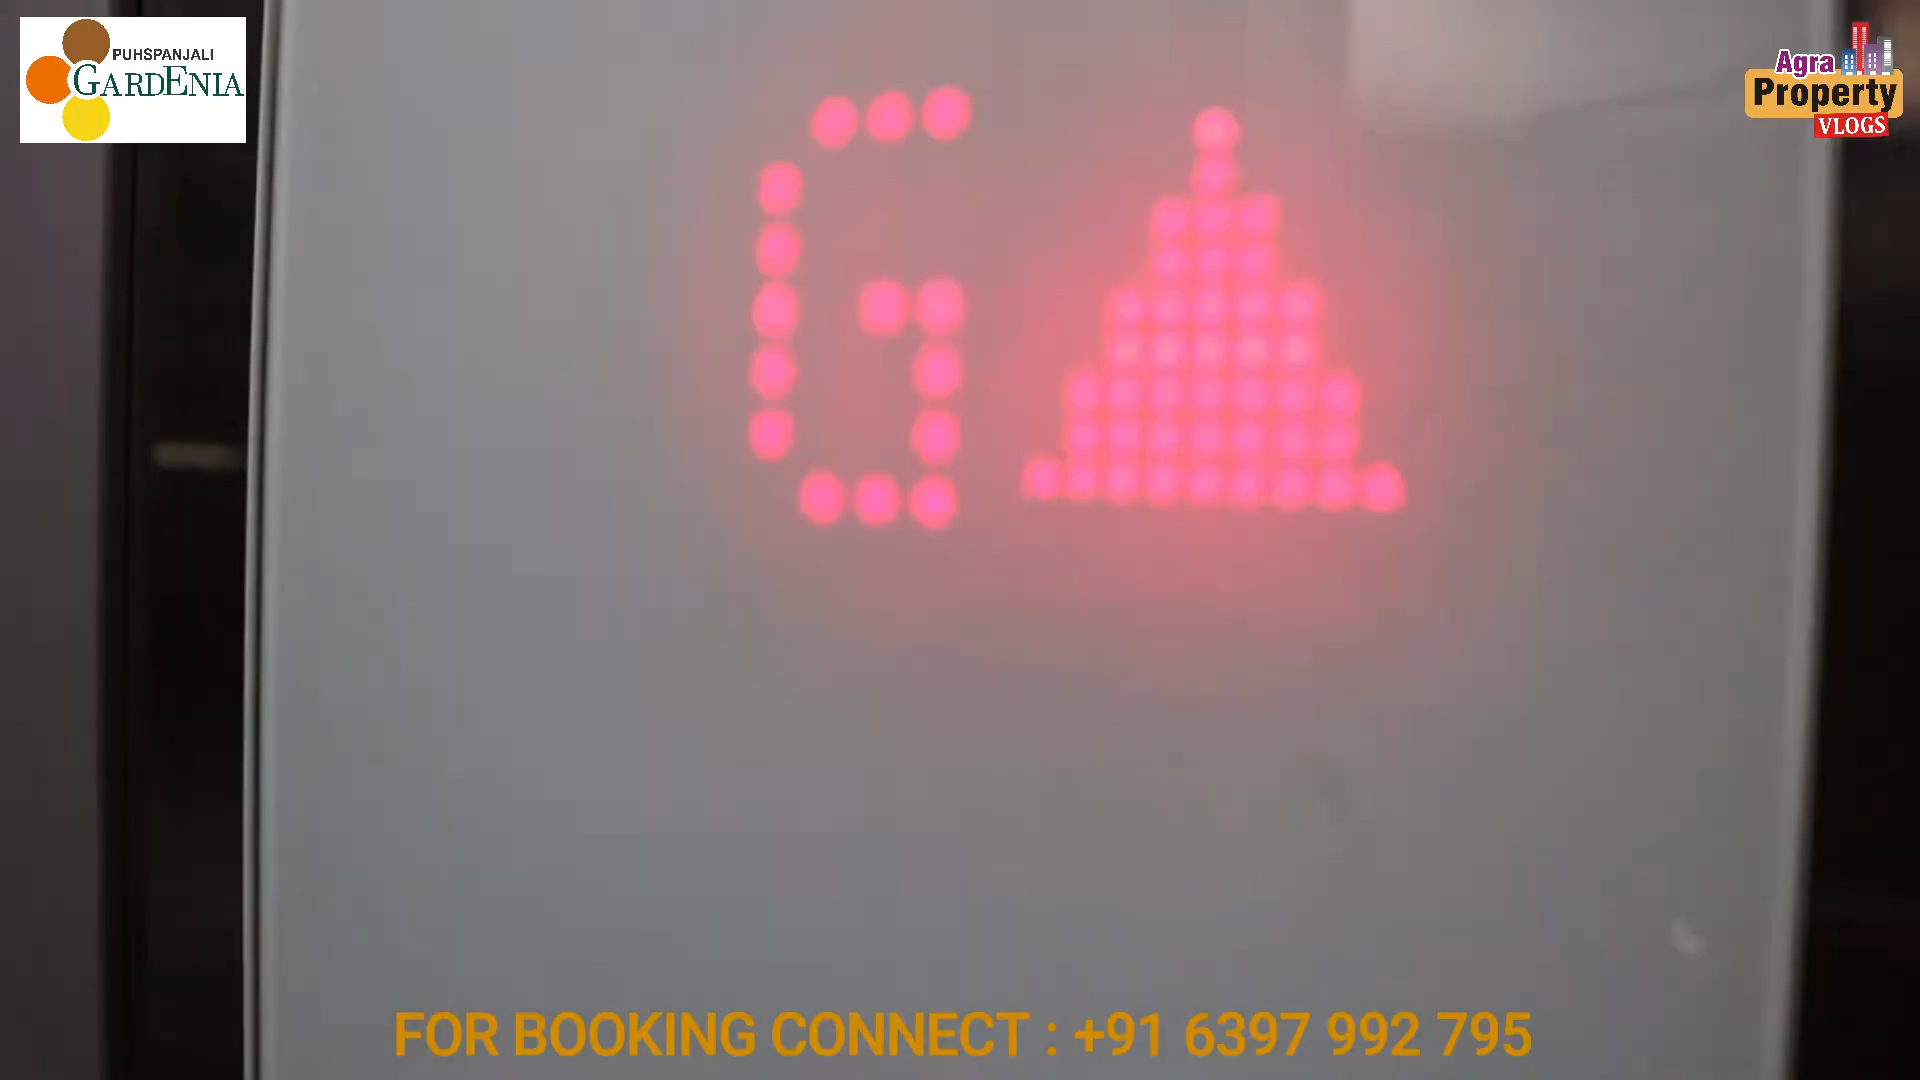 PUHSPANJALI
GARDENIA
Agra
Property
VLOGS
G
FOR BOOKING CONNECT : +91 6397 992 795